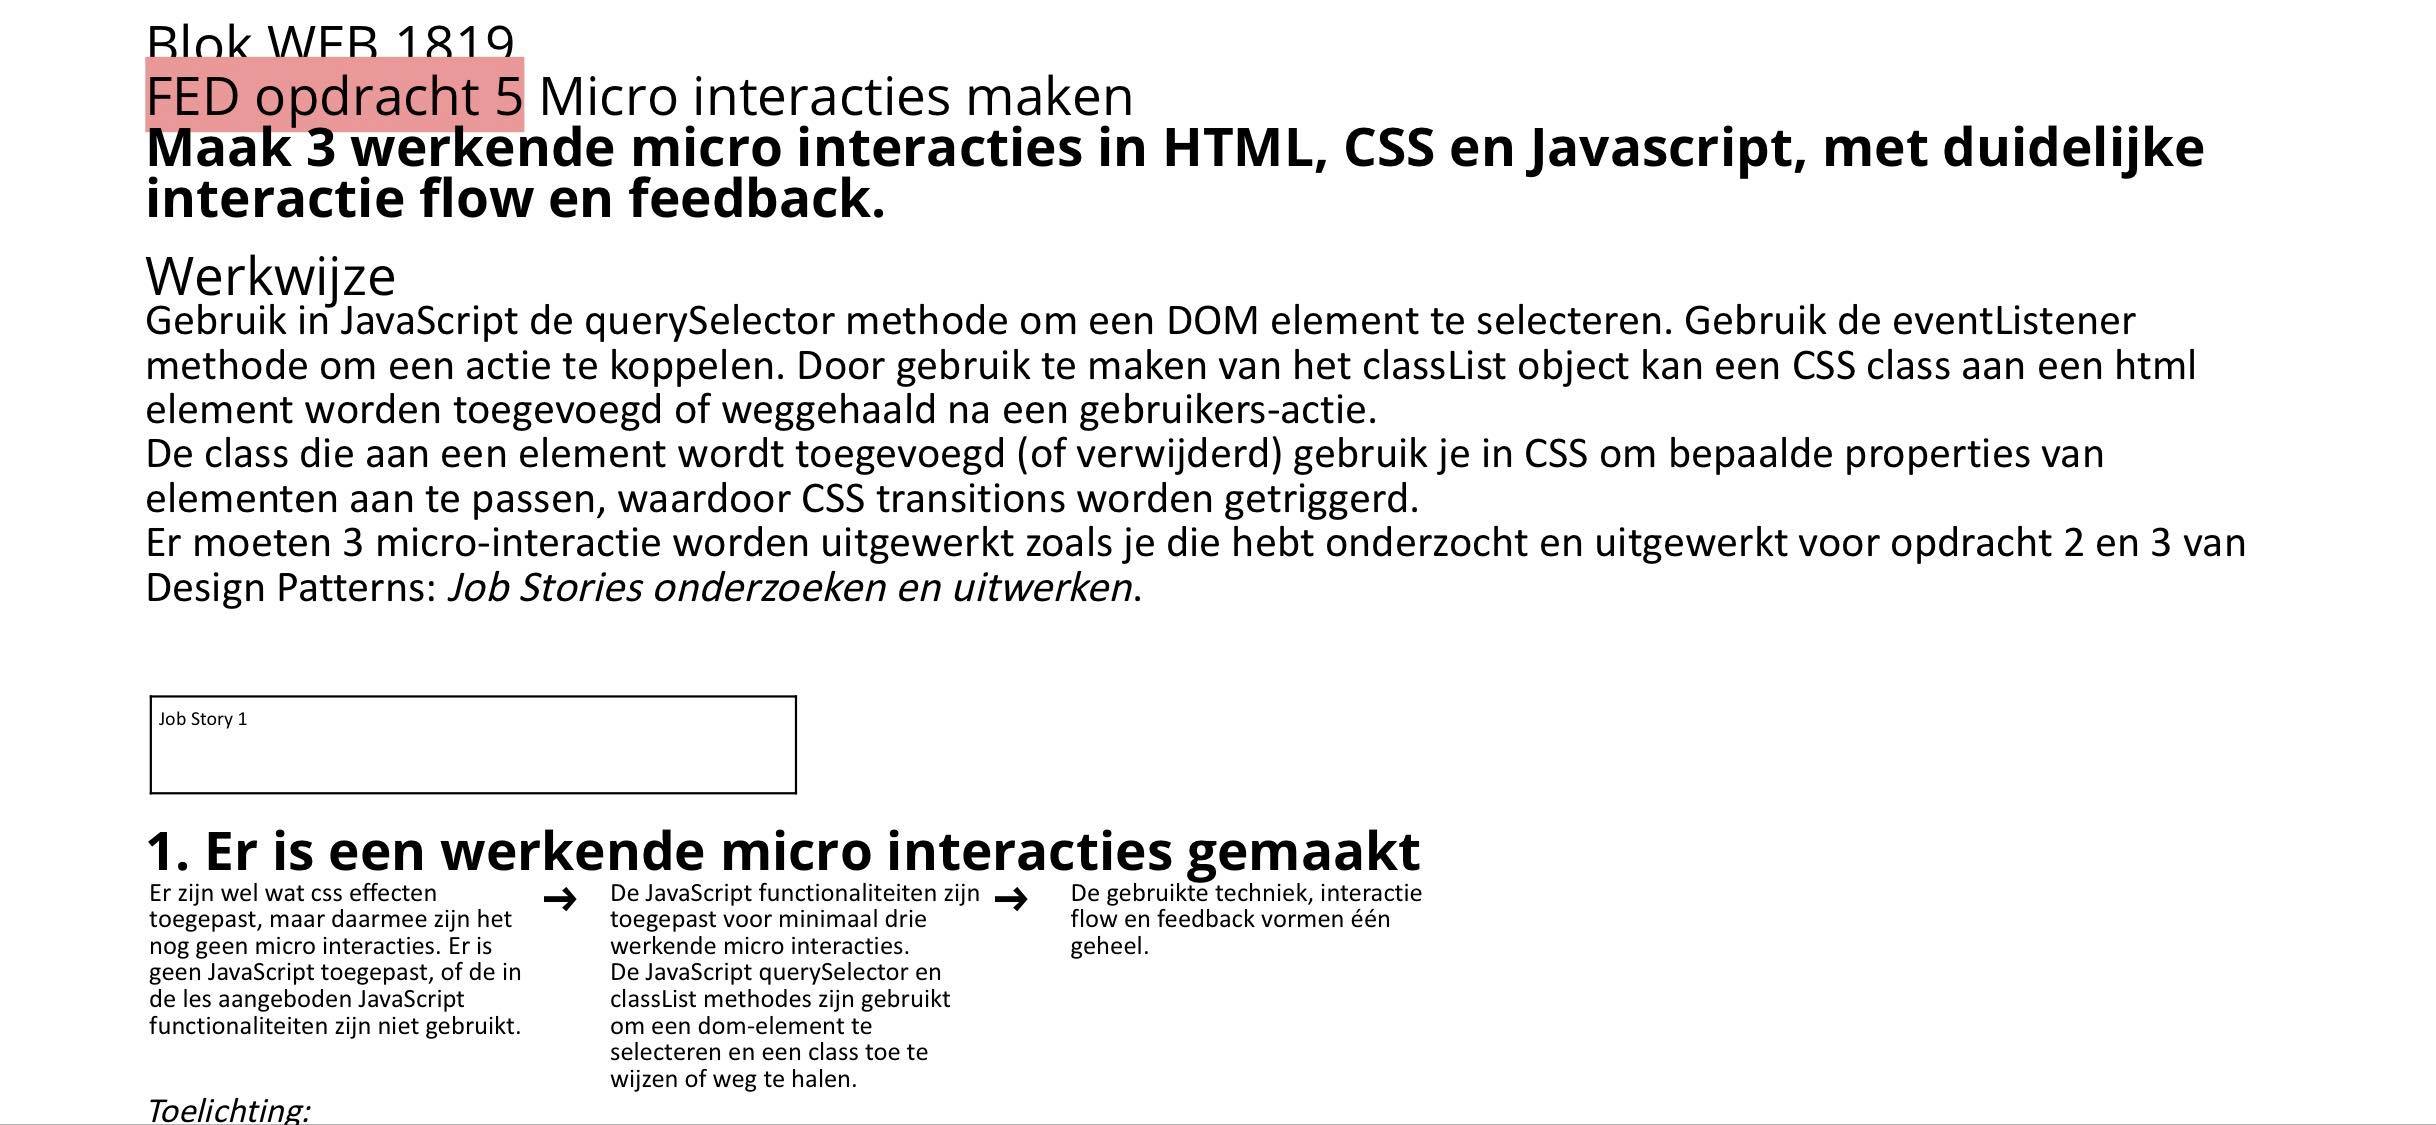 Blok WEB 1819
FED opdracht 5 Micro interacties maken
Maak 3 werkende micro interacties in HTML, CSS en Javascript, met duidelijke
interactie flow en feedback.
Werkwijze
Gebruik in JavaScript de querySelector methode om een DOM element te selecteren. Gebruik de eventListener
methode om een actie te koppelen. Door gebruik te maken van het classList object kan een CSS class aan een html
element worden toegevoegd of weggehaald na een gebruikers-actie.
De class die aan een element wordt toegevoegd (of verwijderd) gebruik je in CSS om bepaalde properties van
elementen aan te passen, waardoor CSS transitions worden getriggerd.
Er moeten 3 micro-interactie worden uitgewerkt zoals je die hebt onderzocht en uitgewerkt voor opdracht 2 en 3 van
Design Patterns: Job Stories onderzoeken en uitwerken.
Job Story 1
1. Er is een werkende micro interacties gemaakt
Er zijn wel wat css effecten
toegepast, maar daarmee zijn het
nog geen micro interacties. Er is
geen JavaScript toegepast, of de in
de les aangeboden JavaScript
functionaliteiten zijn niet gebruikt.
→
De JavaScript functionaliteiten zijn
toegepast voor minimaal drie
werkende micro interacties.
De JavaScript querySelector en
classList methodes zijn gebruikt
om een dom-element te
selecteren en een class toe te
wijzen of weg te halen.
→
De gebruikte techniek, interactie
flow en feedback vormen één
geheel.
Toelichting: